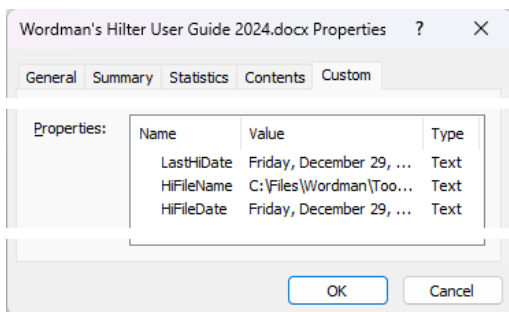 Wordman's Hilter User Guide 2024.docx Properties ? ×
General Summary Statistics Contents Custom
Properties: Name Value Type
LastHiDate Friday, December 29, ... Text
HiFileName C:\Files\Wordman\Too... Text
HiFileDate Friday, December 29, ... Text
OK Cancel